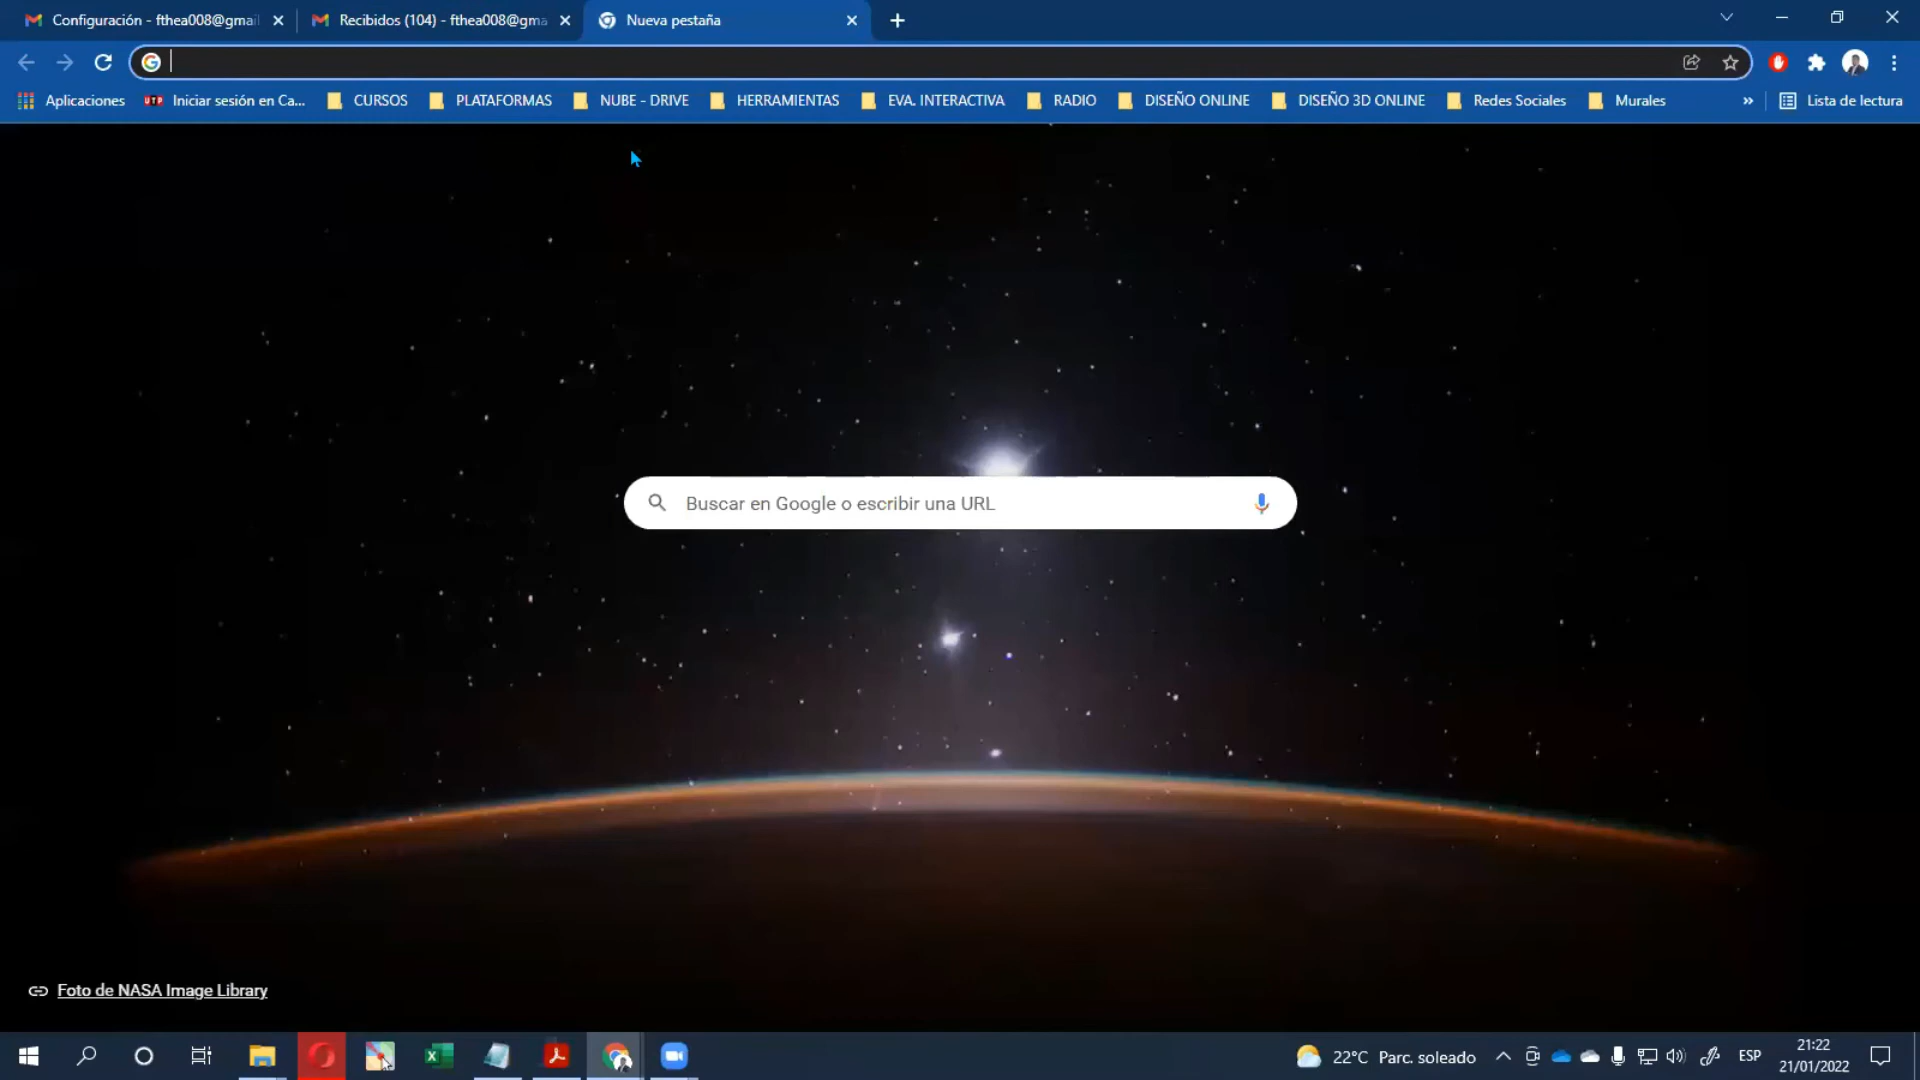 Configuración - fthea008@gmail
Recibidos (104) - fthea008@gma
Nueva pestaña
Aplicaciones
UTP Iniciar sesión en Ca...
CURSOS
PLATAFORMAS
NUBE - DRIVE
HERRAMIENTAS
EVA. INTERACTIVA
RADIO
DISEÑO ONLINE
DISEÑO 3D ONLINE
Redes Sociales
Murales
»
Lista de lectura
Buscar en Google o escribir una URL
Foto de NASA Image Library
22°C Parc. soleado
ESP
21:22
21/01/2022